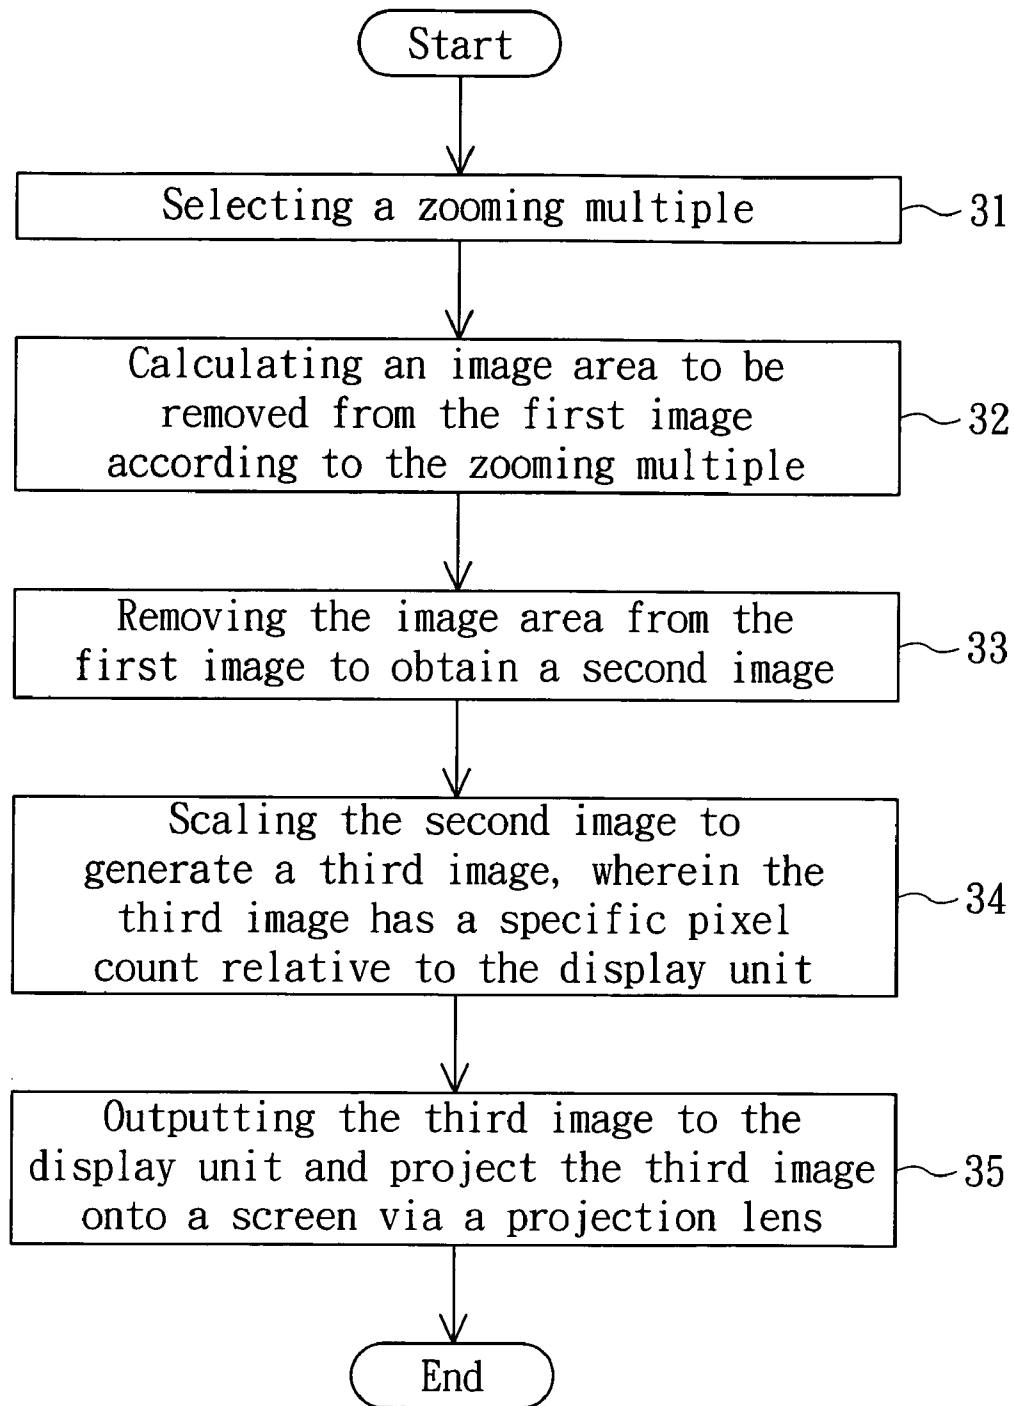 Start
Selecting a zooming multiple
31
Calculating an image area to be
removed from the first image
according to the zooming multiple
32
Removing the image area from the
first image to obtain a second image
33
Scaling the second image to
generate a third image, wherein the
third image has a specific pixel
count relative to the display unit
34
Outputting the third image to the
display unit and project the third image
onto a screen via a projection lens
35
End